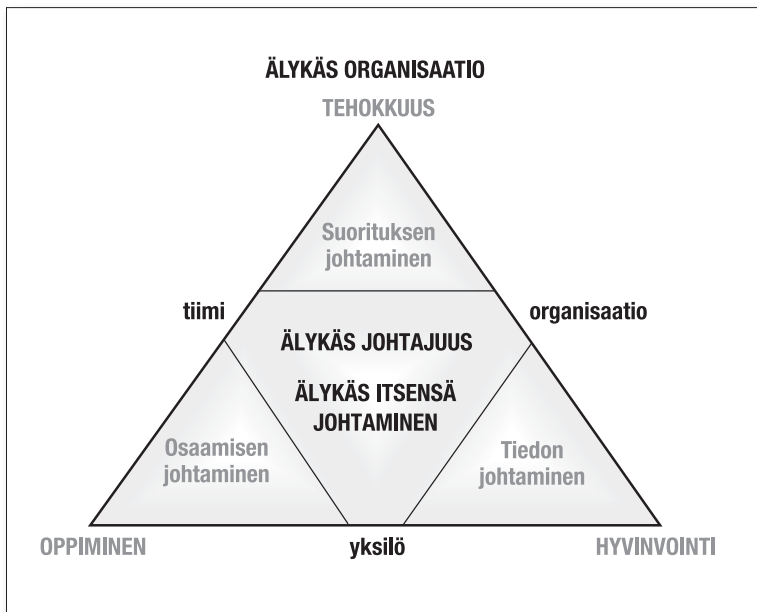 ÄLYKÄS ORGANISAATIO
TEHOKKUUS
Suorituksen
johtaminen
tiimi
organisaatio
ÄLYKÄS JOHTAJUUS
ÄLYKÄS ITSENSÄ
JOHTAMINEN
Osaamisen
johtaminen
Tiedon
johtaminen
OPPIMINEN
yksilö
HYVINVOINTI